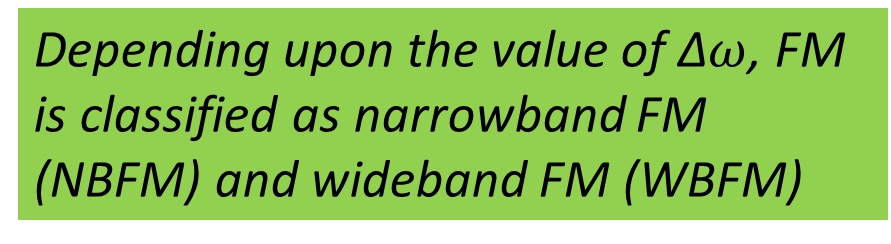 Depending upon the value of Δω, FM
is classified as narrowband FM
(NBFM) and wideband FM (WBFM)